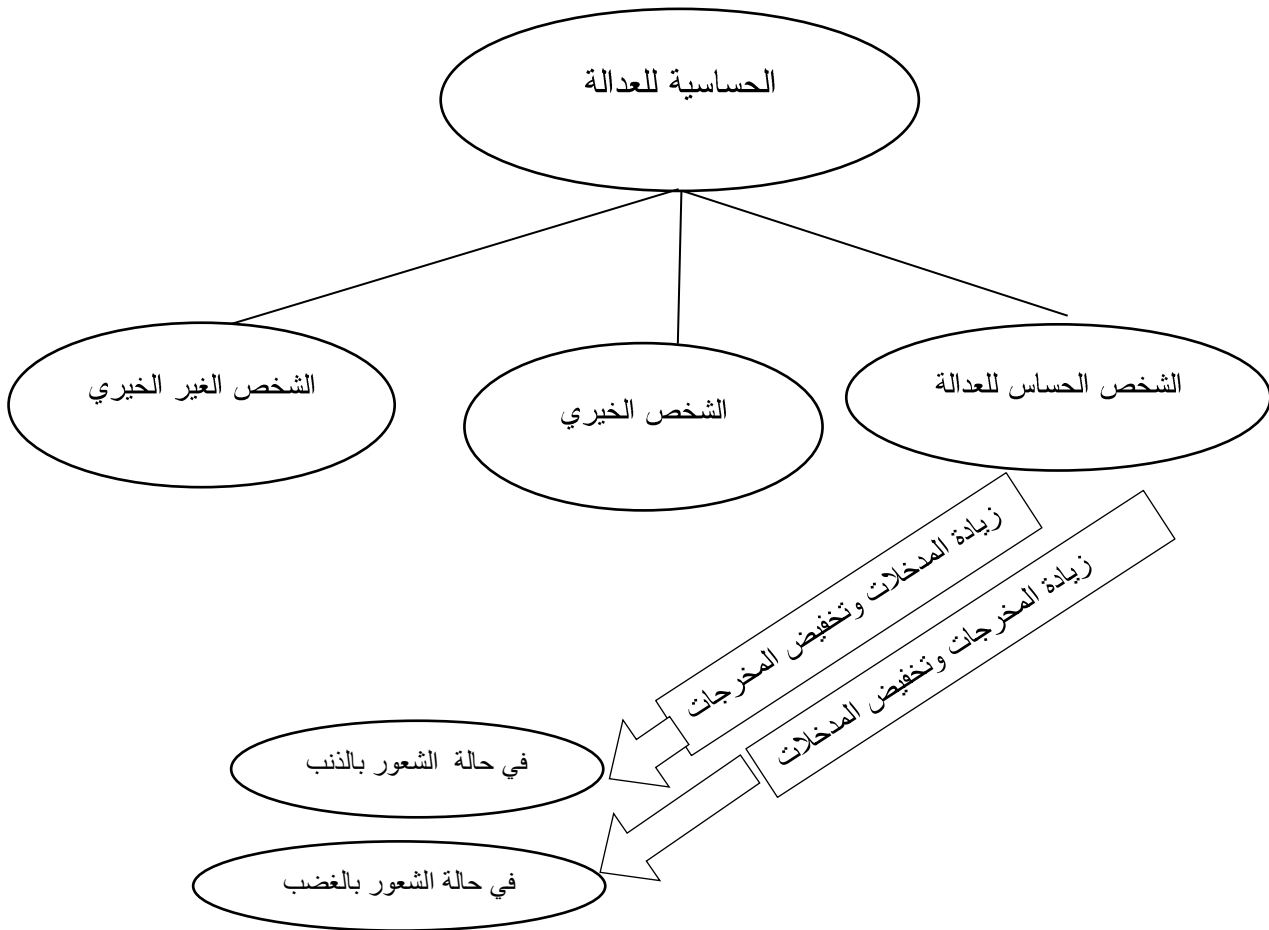 الحساسية للعدالة
الشخص الحساس للعدالة
الشخص الخيري
الشخص الغير الخيري
زيادة المدخلات وتخفيض المخرجات
زيادة المخرجات وتخفيض المدخلات
في حالة الشعور بالذنب
في حالة الشعور بالغضب